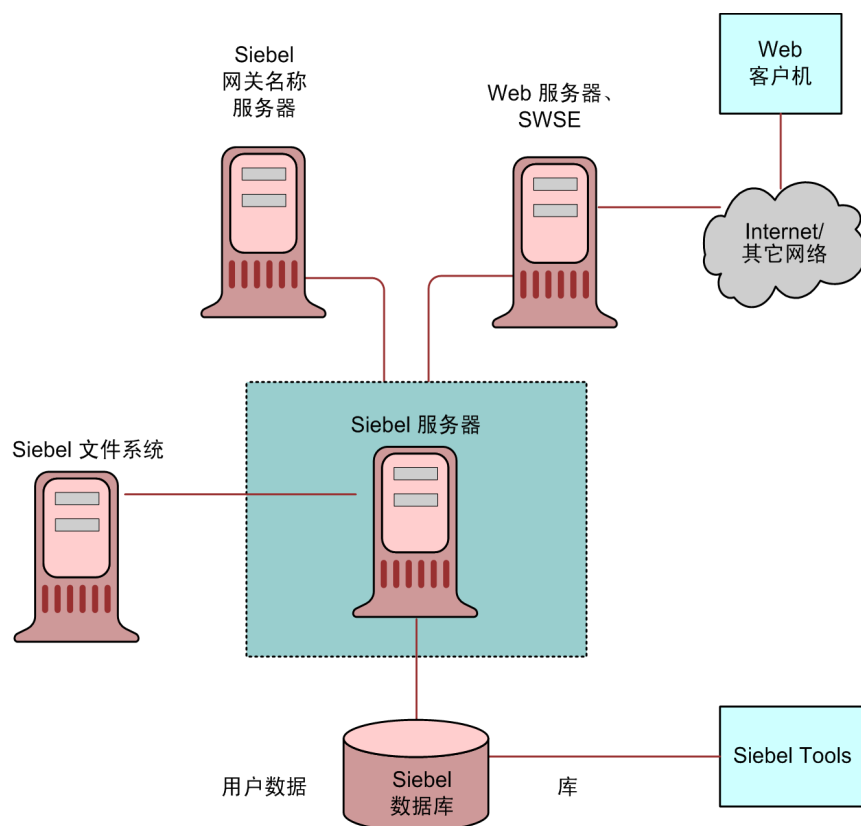 Siebel
网关名称
服务器
Web 服务器、
SWSE
Web
客户机
Internet/
其它网络
Siebel 服务器
Siebel 文件系统
用户数据
Siebel
数据库
库
Siebel Tools